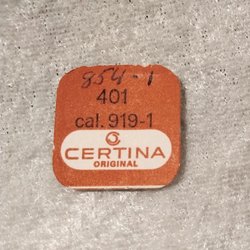 854-1
401
cal. 919-1
CERTINA
ORIGINAL